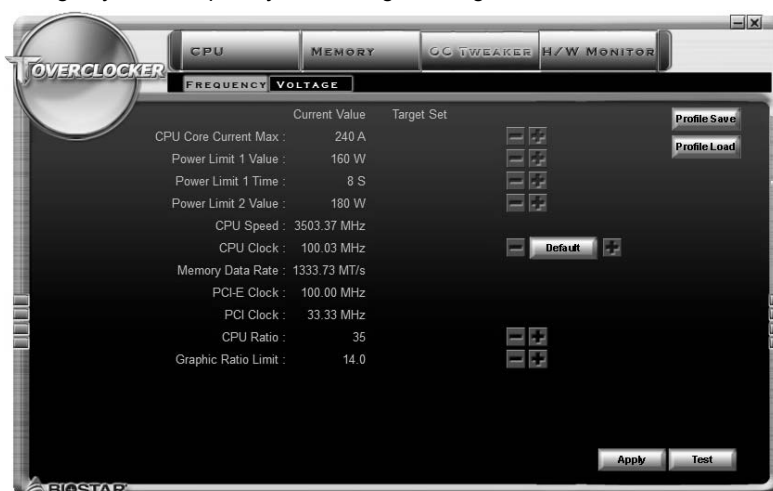 CPU MEMORY OC TWEAKER H/W MONITOR
TOVERCLOCKER
FREQUENCY VOLTAGE
Current Value Target Set
Profile Save
CPU Core Current Max : 240 A
Profile Load
Power Limit 1 Value : 160 W
Power Limit 1 Time : 8 S
Power Limit 2 Value : 180 W
CPU Speed : 3503.37 MHz
CPU Clock : 100.03 MHz Default
Memory Data Rate : 1333.73 MT/s
PCI-E Clock : 100.00 MHz
PCI Clock : 33.33 MHz
CPU Ratio : 35
Graphic Ratio Limit : 14.0
Apply Test
BIOSTAR